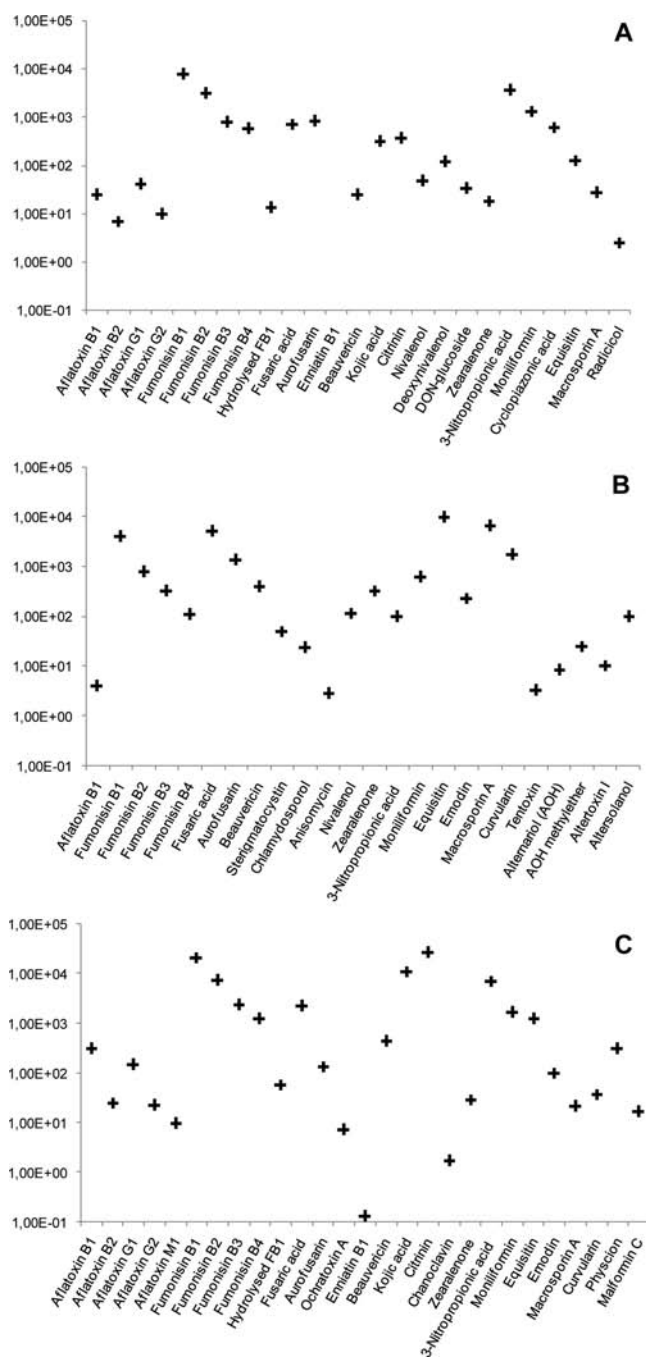 A
1,00E+05
1,00E+04
1,00E+03
1,00E+02
1,00E+01
1,00E+00
1,00E-01
Aflatoxin B1
Aflatoxin B2
Aflatoxin G1
Aflatoxin G2
Fumonisin B1
Fumonisin B2
Fumonisin B3
Fumonisin B4
Hydrolysed FB1
Fusaric acid
Aurofusarin
Enniatin B1
Beauvericin
Kojic acid
Citrinin
Nivalenol
Deoxynivalenol
DON-glucoside
Zearalenone
3-Nitropropionic acid
Moniliformin
Cyclopiazonic acid
Equisitin
Macrosporin A
Radicicol
B
1,00E+05
1,00E+04
1,00E+03
1,00E+02
1,00E+01
1,00E+00
1,00E-01
Aflatoxin B1
Fumonisin B1
Fumonisin B2
Fumonisin B3
Fumonisin B4
Fusaric acid
Aurofusarin
Beauvericin
Sterigmatocystin
Chlamydosporol
Anisomycin
Nivalenol
Zearalenone
3-Nitropropionic acid
Moniliformin
Equisitin
Emodin
Macrosporin A
Curvularin
Tentoxin
Alternariol (AOH)
AOH methylether
Altertoxin I
Altersolanol
C
1,00E+05
1,00E+04
1,00E+03
1,00E+02
1,00E+01
1,00E+00
1,00E-01
Aflatoxin B1
Aflatoxin B2
Aflatoxin G1
Aflatoxin G2
Aflatoxin M1
Fumonisin B1
Fumonisin B2
Fumonisin B3
Fumonisin B4
Hydrolysed FB1
Fusaric acid
Aurofusarin
Ochratoxin A
Enniatin B1
Beauvericin
Kojic acid
Citrinin
Chanoclavin
Zearalenone
3-Nitropropionic acid
Moniliformin
Equisitin
Emodin
Macrosporin A
Curvularin
Physcion
Malformin C